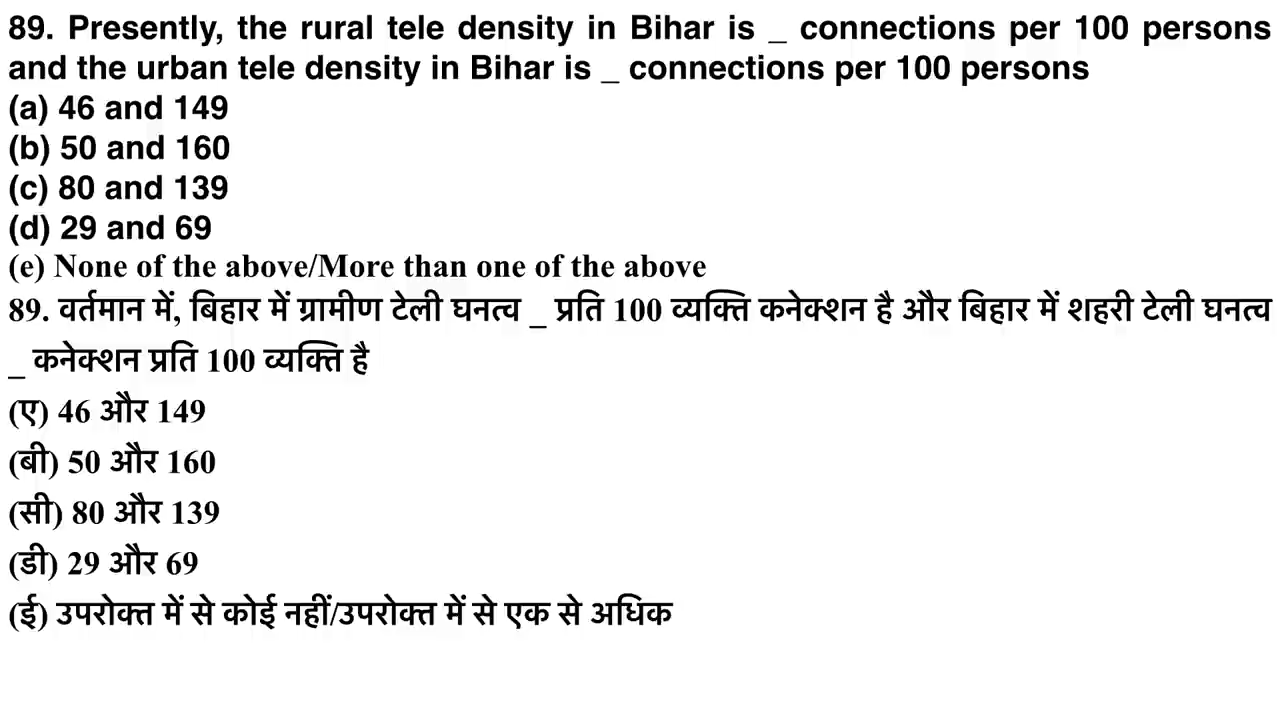 89. Presently, the rural tele density in Bihar is _ connections per 100 persons
and the urban tele density in Bihar is _ connections per 100 persons
(a) 46 and 149
(b) 50 and 160
(c) 80 and 139
(d) 29 and 69
(e) None of the above/More than one of the above
89. वर्तमान में, बिहार में ग्रामीण टेली घनत्व _ प्रति 100 व्यक्ति कनेक्शन है और बिहार में शहरी टेली घनत्व
_ कनेक्शन प्रति 100 व्यक्ति है
(ए) 46 और 149
(बी) 50 और 160
(सी) 80 और 139
(डी) 29 और 69
(ई) उपरोक्त में से कोई नहीं/उपरोक्त में से एक से अधिक